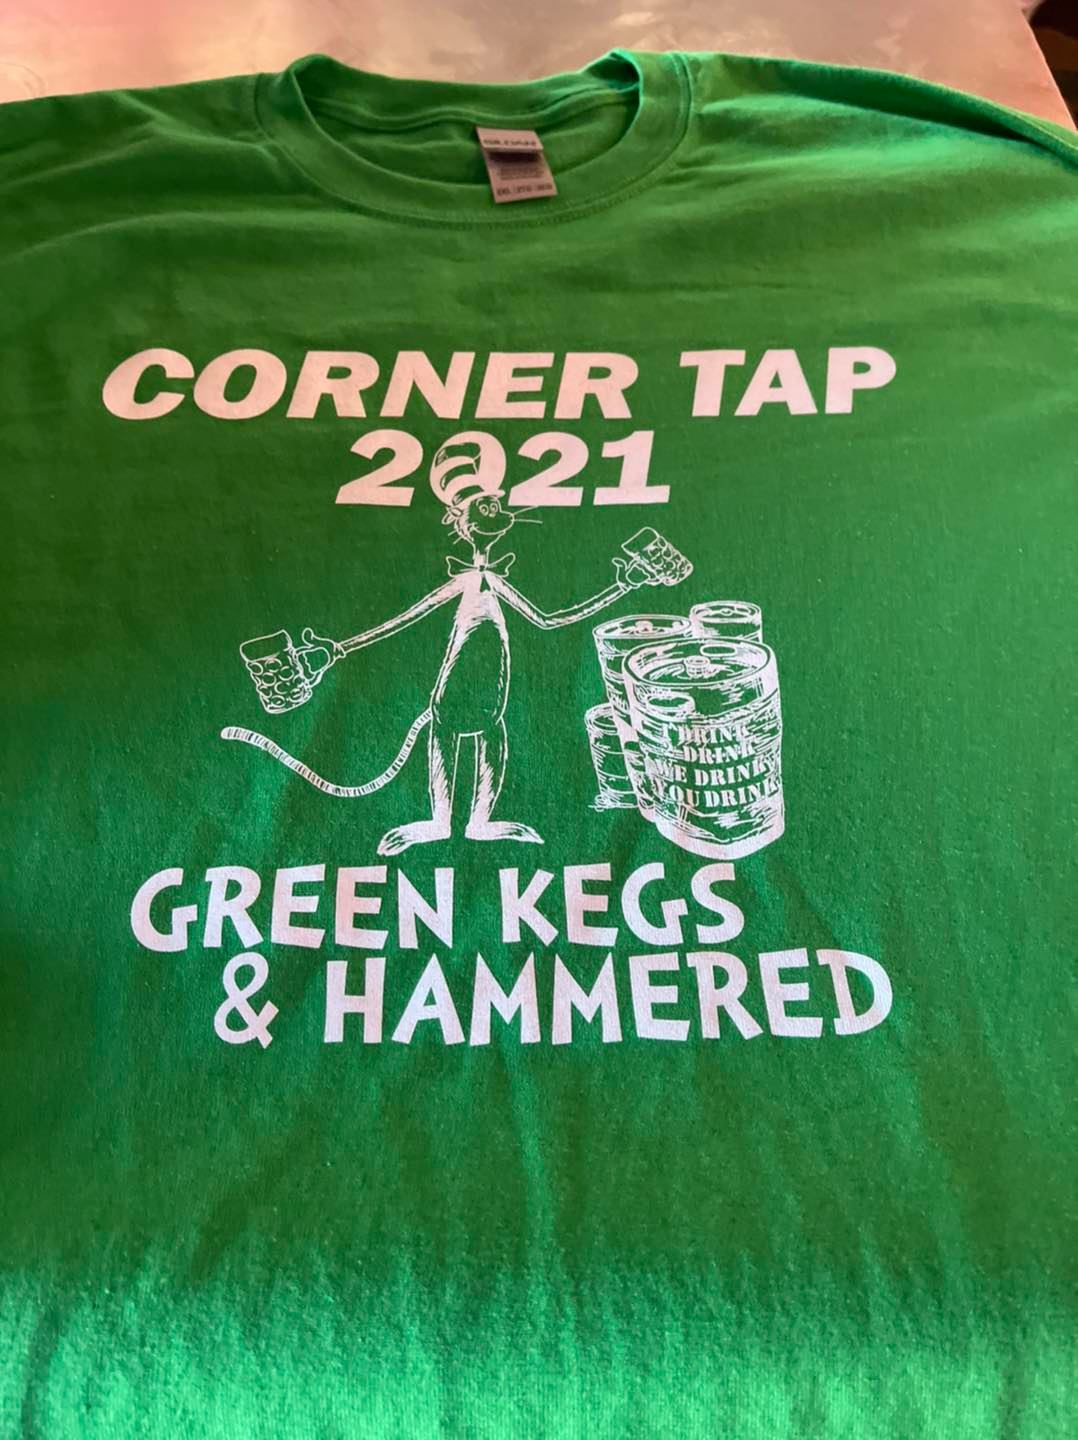 CORNER TAP
2021
I DRINK
DRINK
WE DRINK
YOU DRINK
GREEN KEGS
& HAMMERED